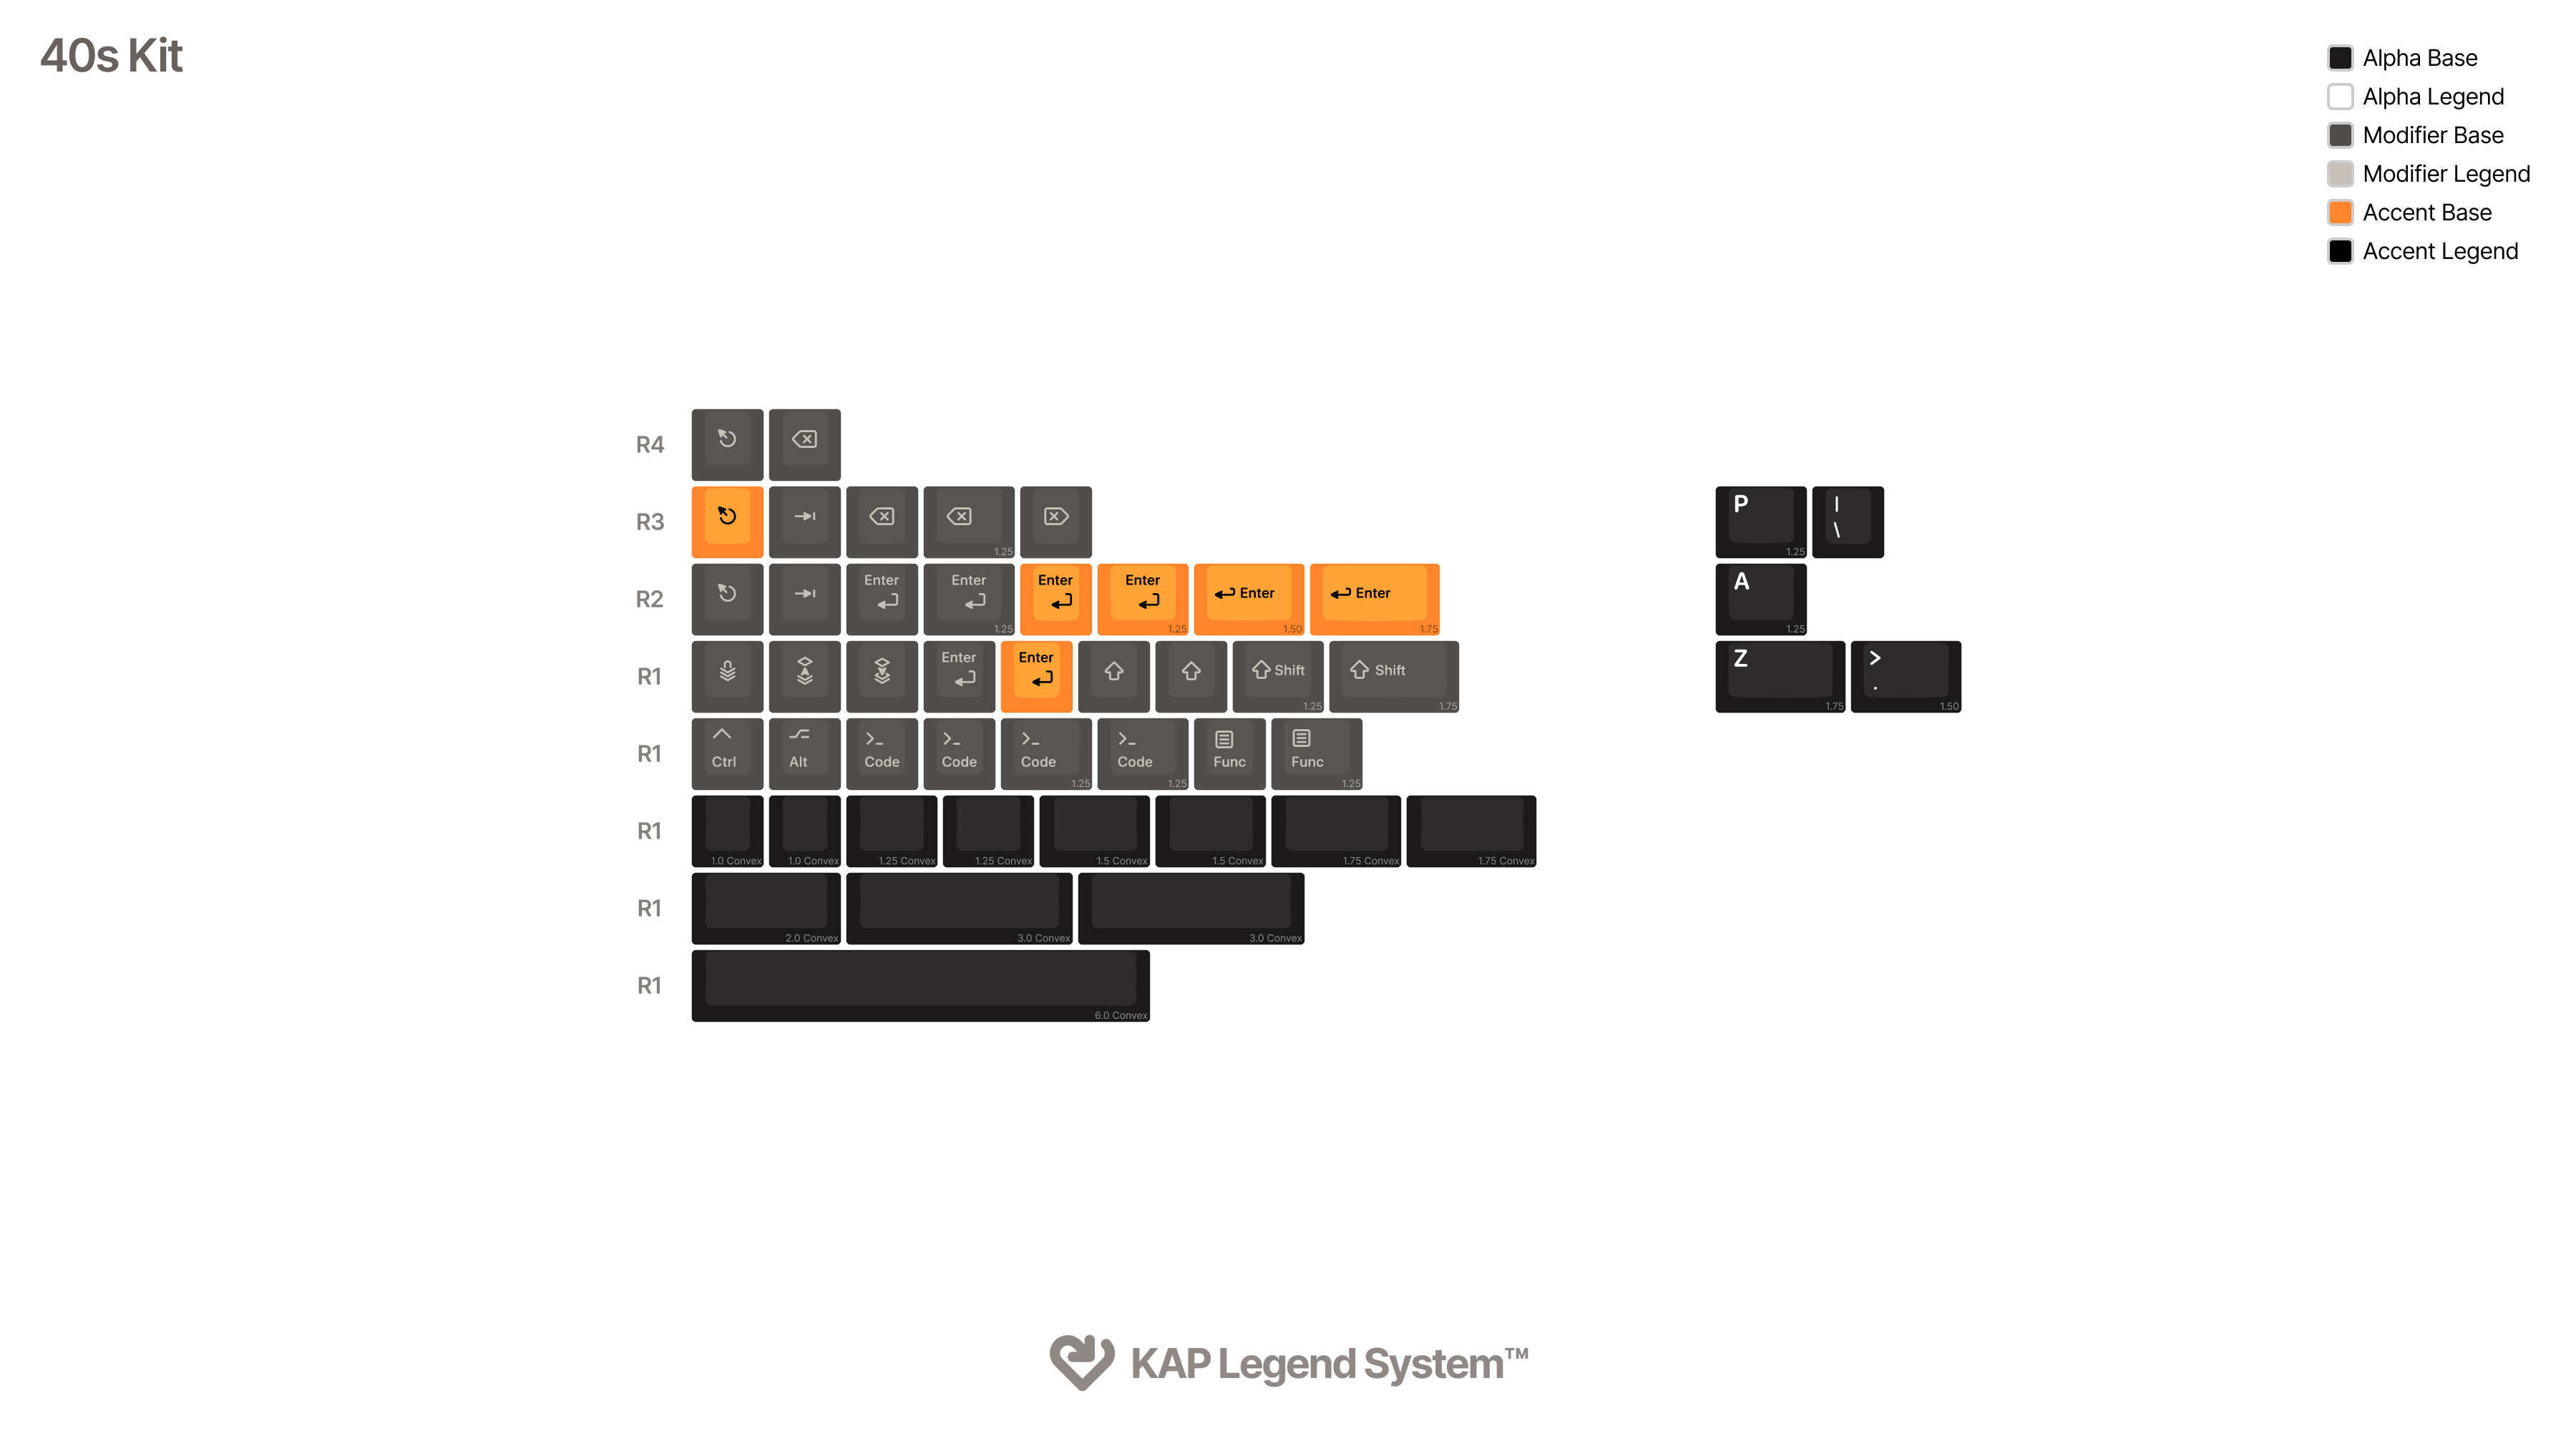 40s Kit
Alpha Base
Alpha Legend
Modifier Base
Modifier Legend
Accent Base
Accent Legend
R4
R3
1.25
P
1.25
|
\
R2
Enter
Enter
1.25
Enter
Enter
1.25
Enter
1.50
Enter
1.75
A
1.25
R1
Enter
Enter
Shift
1.25
Shift
1.75
Z
1.75
>
.
1.50
R1
Ctrl
Alt
>_
Code
>_
Code
>_
Code
1.25
>_
Code
1.25
Func
Func
1.25
R1
1.0 Convex
1.0 Convex
1.25 Convex
1.25 Convex
1.5 Convex
1.5 Convex
1.75 Convex
1.75 Convex
R1
2.0 Convex
3.0 Convex
3.0 Convex
R1
6.0 Convex
KAP Legend System™